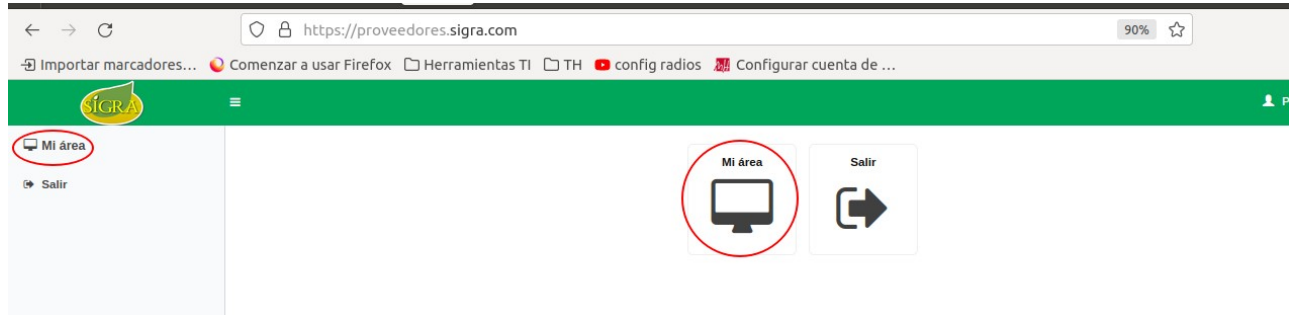 https://proveedores.sigra.com 90%
Importar marcadores... Comenzar a usar Firefox Herramientas TI TH config radios Configurar cuenta de ...
SIGRA P
Mi área
Salir
Mi área Salir